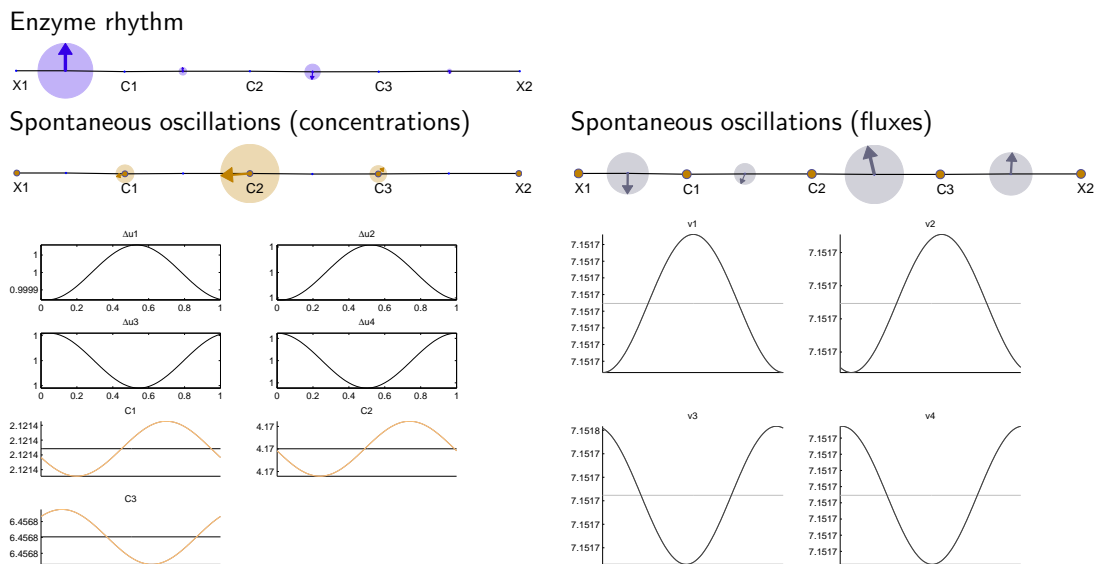 Enzyme rhythm
X1 C1 C2 C3 X2
Spontaneous oscillations (concentrations)
X1 C1 C2 C3 X2
Δu1 Δu2
1 1
1 1
0.9999 1
0 0.2 0.4 0.6 0.8 1 0 0.2 0.4 0.6 0.8 1
Δu3 Δu4
1 1
1 1
1 1
0 0.2 0.4 0.6 0.8 1 0 0.2 0.4 0.6 0.8 1
C1 C2
2.1214 4.17
2.1214 4.17
2.1214 4.17
2.1214
C3
6.4568
6.4568
6.4568
Spontaneous oscillations (fluxes)
X1 C1 C2 C3 X2
v1 v2
7.1517 7.1517
7.1517
7.1517
7.1517 7.1517
7.1517
7.1517
7.1517 7.1517
7.1517
v3 v4
7.1518 7.1517
7.1517 7.1517
7.1517 7.1517
7.1517 7.1517
7.1517 7.1517
7.1517